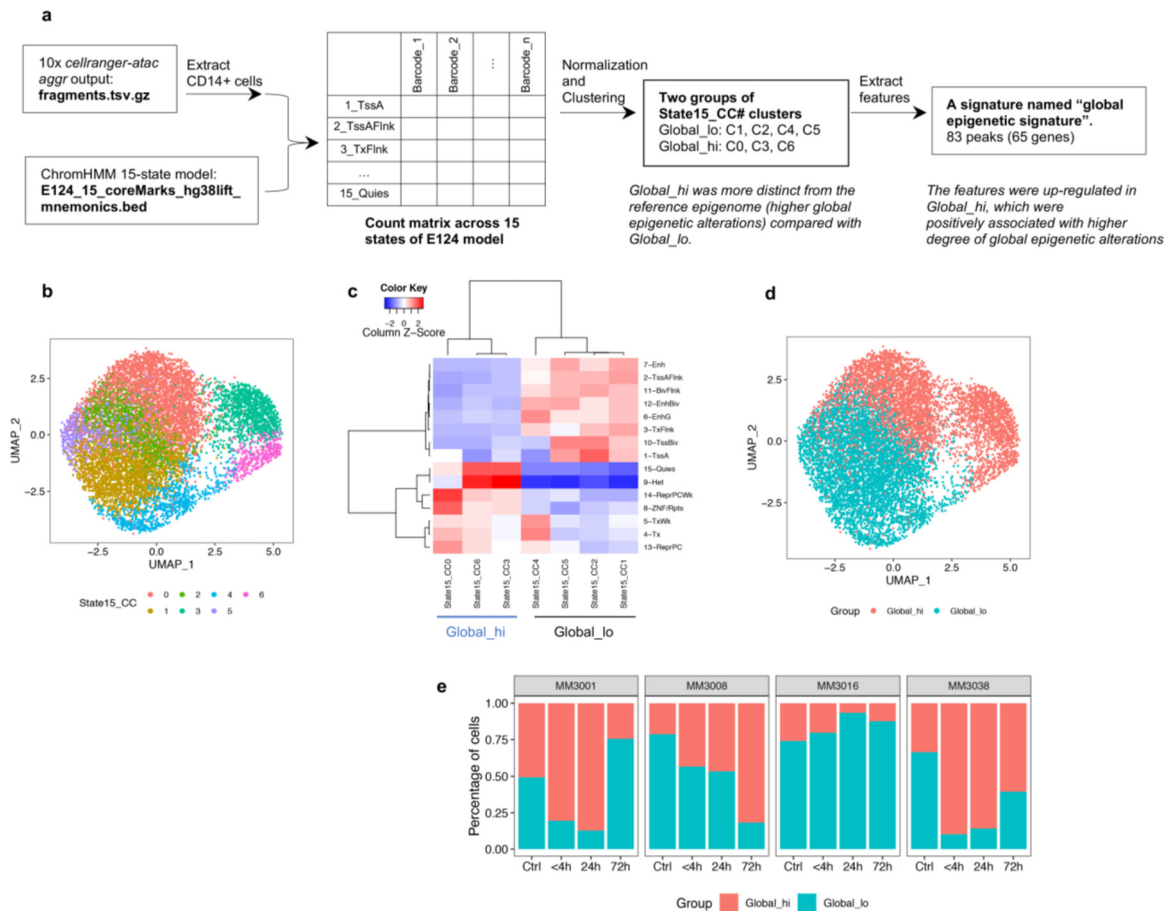 a
10x cellranger-atac
aggr output:
fragments.tsv.gz
Extract
CD14+ cells
ChromHMM 15-state model:
E124_15_coreMarks_hg38lift_
mnemonics.bed
Barcode_1
Barcode_2
...
Barcode_n
1_TssA
2_TssAFlnk
3_TxFlnk
...
15_Quies
Count matrix across 15
states of E124 model
Normalization
and
Clustering
Two groups of
State15_CC# clusters
Global_lo: C1, C2, C4, C5
Global_hi: C0, C3, C6
Global_hi was more distinct from the
reference epigenome (higher global
epigenetic alterations) compared with
Global_lo.
Extract
features
A signature named “global
epigenetic signature”.
83 peaks (65 genes)
The features were up-regulated in
Global_hi, which were
positively associated with higher
degree of global epigenetic alterations
b
UMAP_2
2.5
0.0
−2.5
−2.5
0.0
2.5
5.0
UMAP_1
State15_CC
0
2
4
6
1
3
5
c
Color Key
−2
0
2
Column Z−Score
7−Enh
2−TssAFlnk
11−BivFlnk
12−EnhBiv
6−EnhG
3−TxFlnk
10−TssBiv
1−TssA
15−Quies
9−Het
14−ReprPCWk
8−ZNF/Rpts
5−TxWk
4−Tx
13−ReprPC
State15_CC0
State15_CC6
State15_CC3
State15_CC4
State15_CC5
State15_CC2
State15_CC1
Global_hi
Global_lo
d
UMAP_2
2.5
0.0
−2.5
−2.5
0.0
2.5
5.0
UMAP_1
Group
Global_hi
Global_lo
e
MM3001
MM3008
MM3016
MM3038
Percentage of cells
1.00
0.75
0.50
0.25
0.00
Ctrl <4h 24h 72h
Ctrl <4h 24h 72h
Ctrl <4h 24h 72h
Ctrl <4h 24h 72h
Group
Global_hi
Global_lo